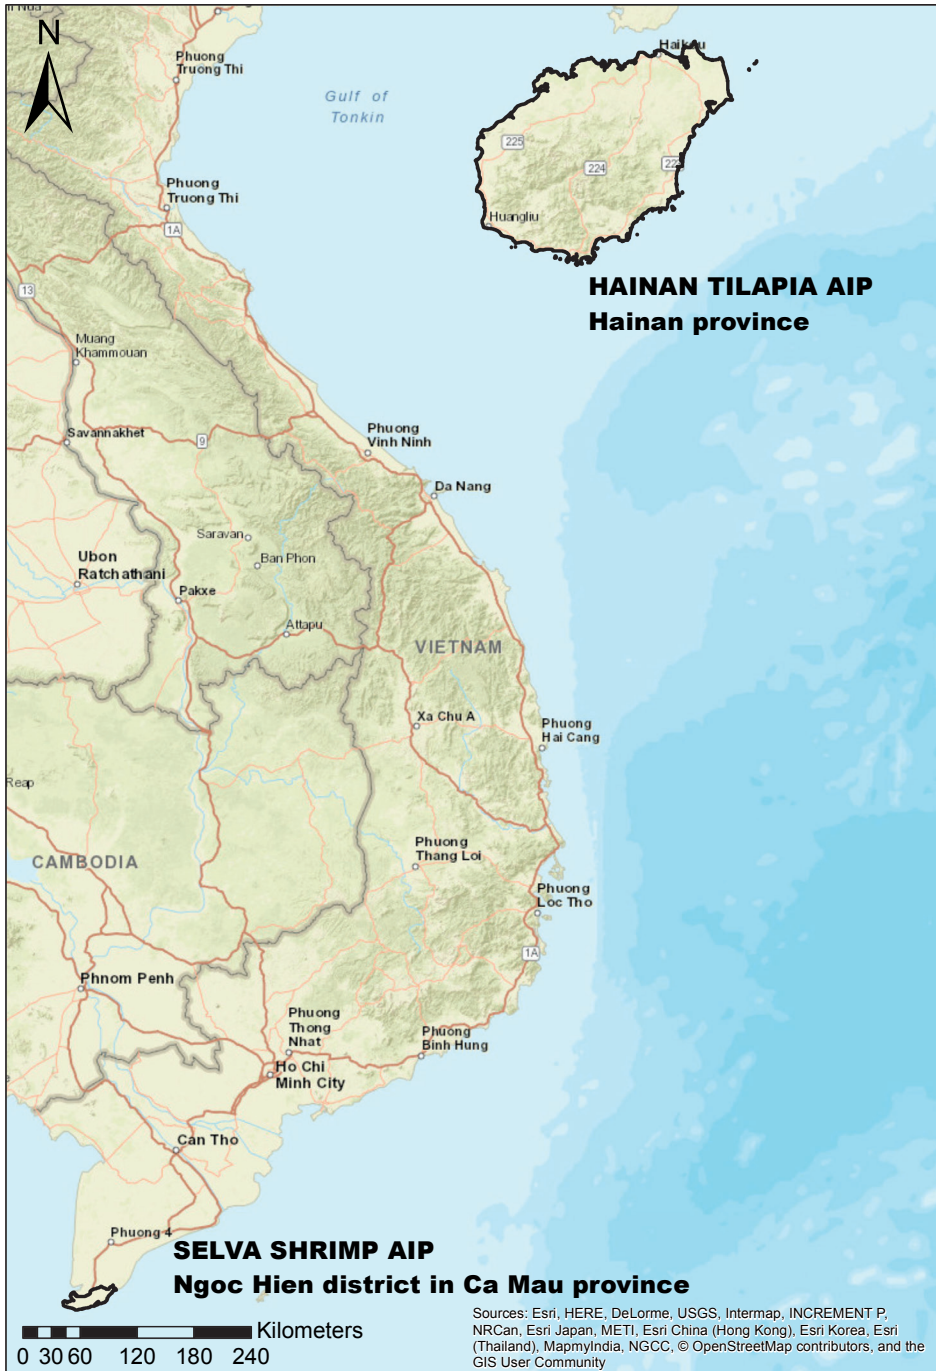 N
Phuong
Truong Thi
Gulf of
Tonkin
225
224
Huangliu
Phuong
Truong Thi
1A
HAINAN TILAPIA AIP
Hainan province
13
Muang
Khammouan
Savannakhet
9
Phuong
Vinh Ninh
Da Nang
Saravan
Ban Phon
Ubon
Ratchathani
Pakxe
Attapu
VIETNAM
Xa Chu A
Phuong
Hai Cang
Reap
CAMBODIA
Phuong
Thang Loi
Phuong
Loc Tho
1A
Phnom Penh
Phuong
Thong
Nhat
Phuong
Binh Hung
Ho Chi
Minh City
Can Tho
Phuong 4
SELVA SHRIMP AIP
Ngoc Hien district in Ca Mau province
Kilometers
0 30 60 120 180 240
Sources: Esri, HERE, DeLorme, USGS, Intermap, INCREMENT P,
NRCan, Esri Japan, METI, Esri China (Hong Kong), Esri Korea, Esri
(Thailand), MapmyIndia, NGCC, © OpenStreetMap contributors, and the
GIS User Community